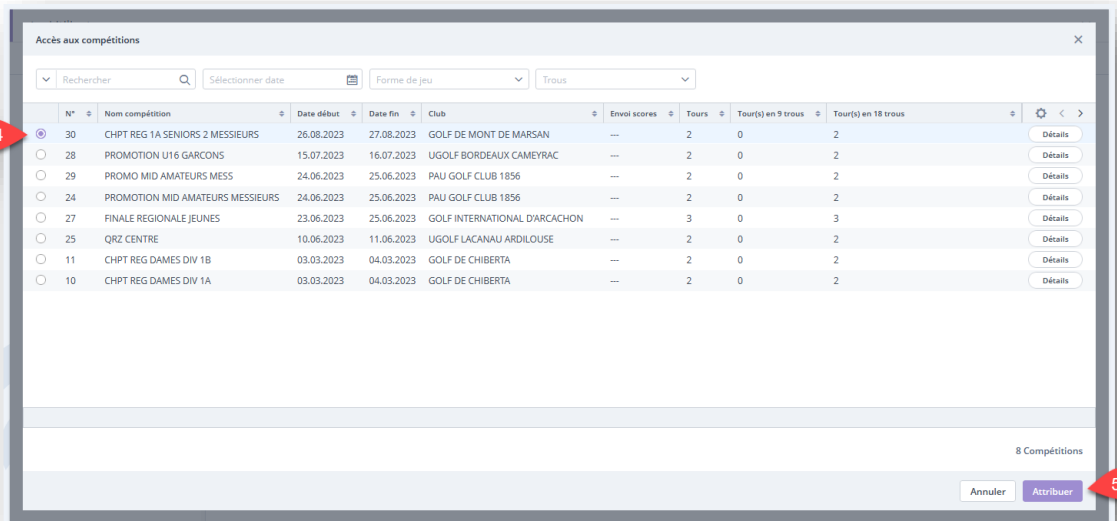 Accès aux compétitions
Rechercher Sélectionner date Forme de jeu Trous
N° Nom compétition Date début Date fin Club Envoi scores Tours Tour(s) en 9 trous Tour(s) en 18 trous
4
30 CHPT REG 1A SENIORS 2 MESSIEURS 26.08.2023 27.08.2023 GOLF DE MONT DE MARSAN --- 2 0 2 Détails
28 PROMOTION U16 GARCONS 15.07.2023 16.07.2023 UGOLF BORDEAUX CAMEYRAC --- 2 0 2 Détails
29 PROMO MID AMATEURS MESS 24.06.2023 25.06.2023 PAU GOLF CLUB 1856 --- 2 0 2 Détails
24 PROMOTION MID AMATEURS MESSIEURS 24.06.2023 25.06.2023 PAU GOLF CLUB 1856 --- 2 0 2 Détails
27 FINALE REGIONALE JEUNES 23.06.2023 25.06.2023 GOLF INTERNATIONAL D'ARCACHON --- 3 0 3 Détails
25 QRZ CENTRE 10.06.2023 11.06.2023 UGOLF LACANAU ARDILOUSE --- 2 0 2 Détails
11 CHPT REG DAMES DIV 1B 03.03.2023 04.03.2023 GOLF DE CHIBERTA --- 2 0 2 Détails
10 CHPT REG DAMES DIV 1A 03.03.2023 04.03.2023 GOLF DE CHIBERTA --- 2 0 2 Détails
8 Compétitions
Annuler Attribuer
5